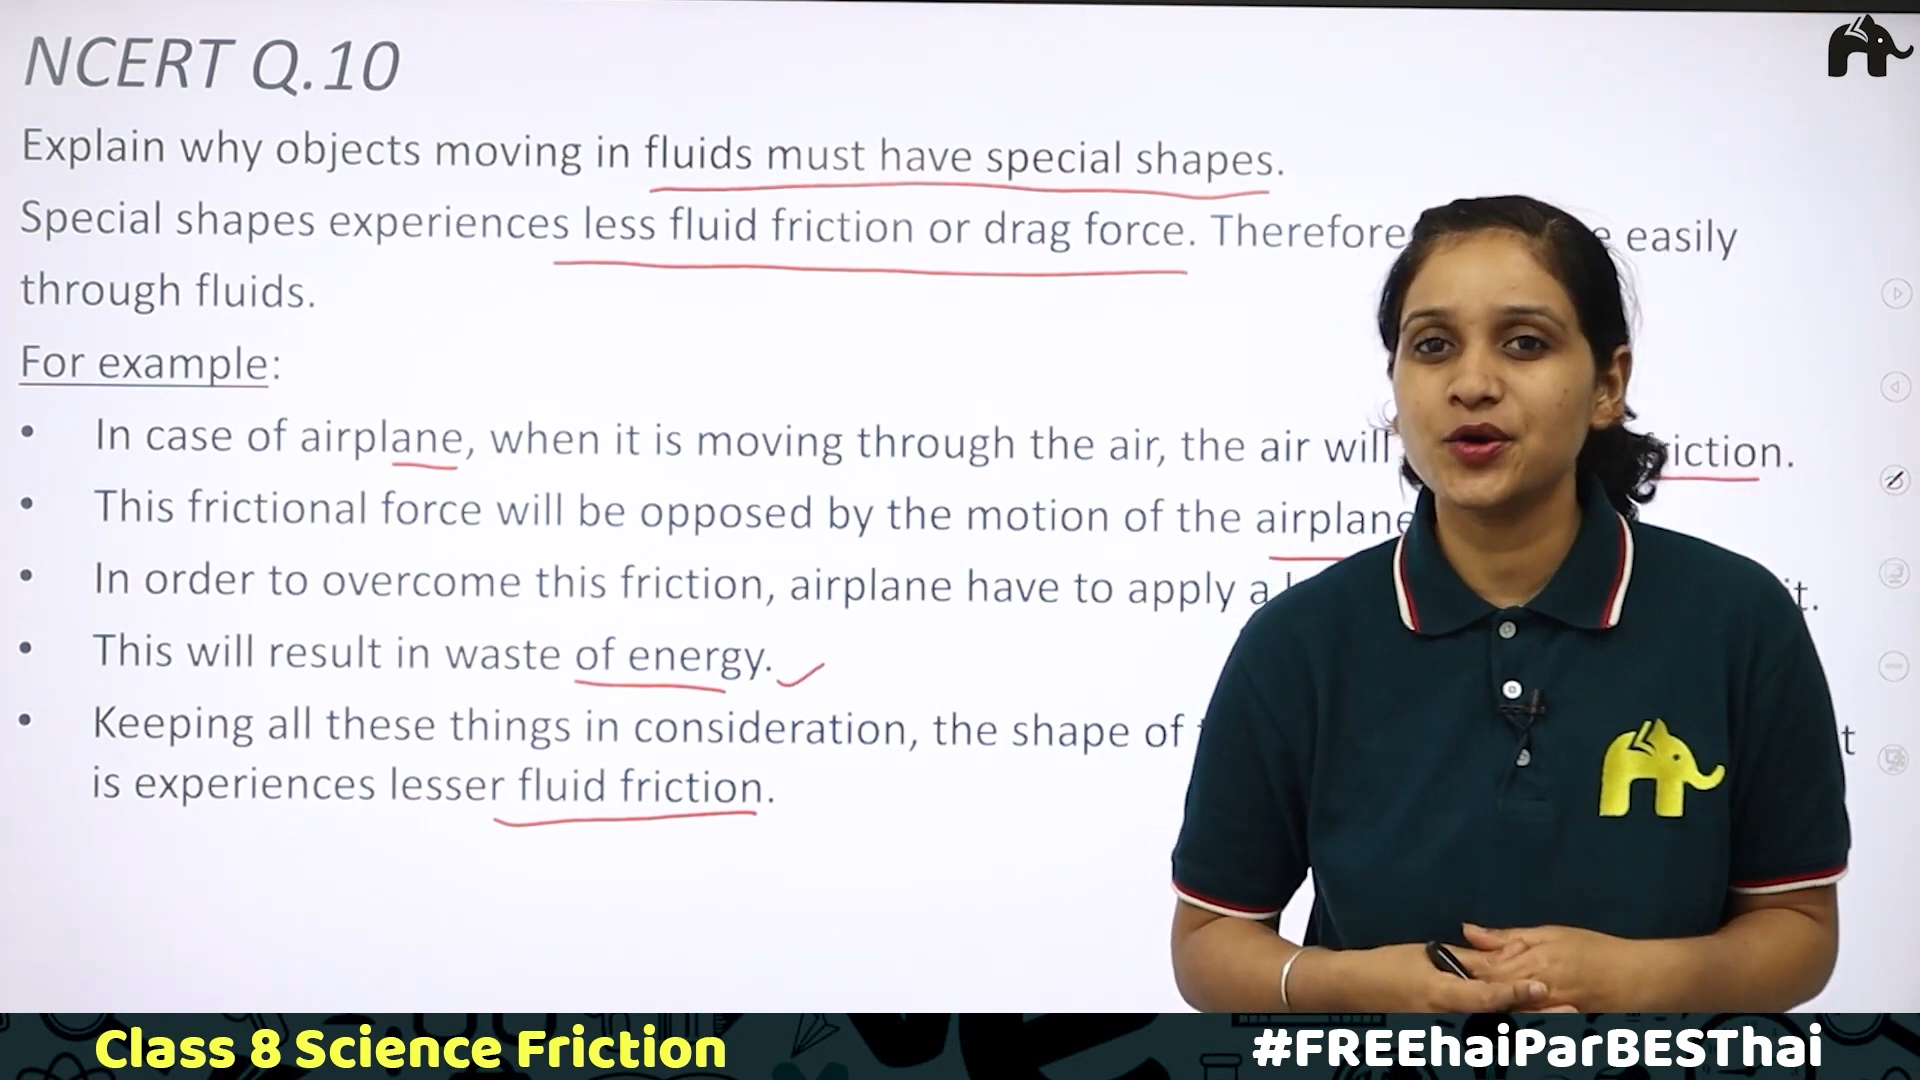 NCERT Q.10
Explain why objects moving in fluids must have special shapes.
Special shapes experiences less fluid friction or drag force. Therefore easily
through fluids.
For example:
• In case of airplane, when it is moving through the air, the air will
• This frictional force will be opposed by the motion of the airplane
• In order to overcome this friction, airplane have to apply a
• This will result in waste of energy.
• Keeping all these things in consideration, the shape of
is experiences lesser fluid friction.
Class 8 Science Friction
#FREEhaiParBESThai